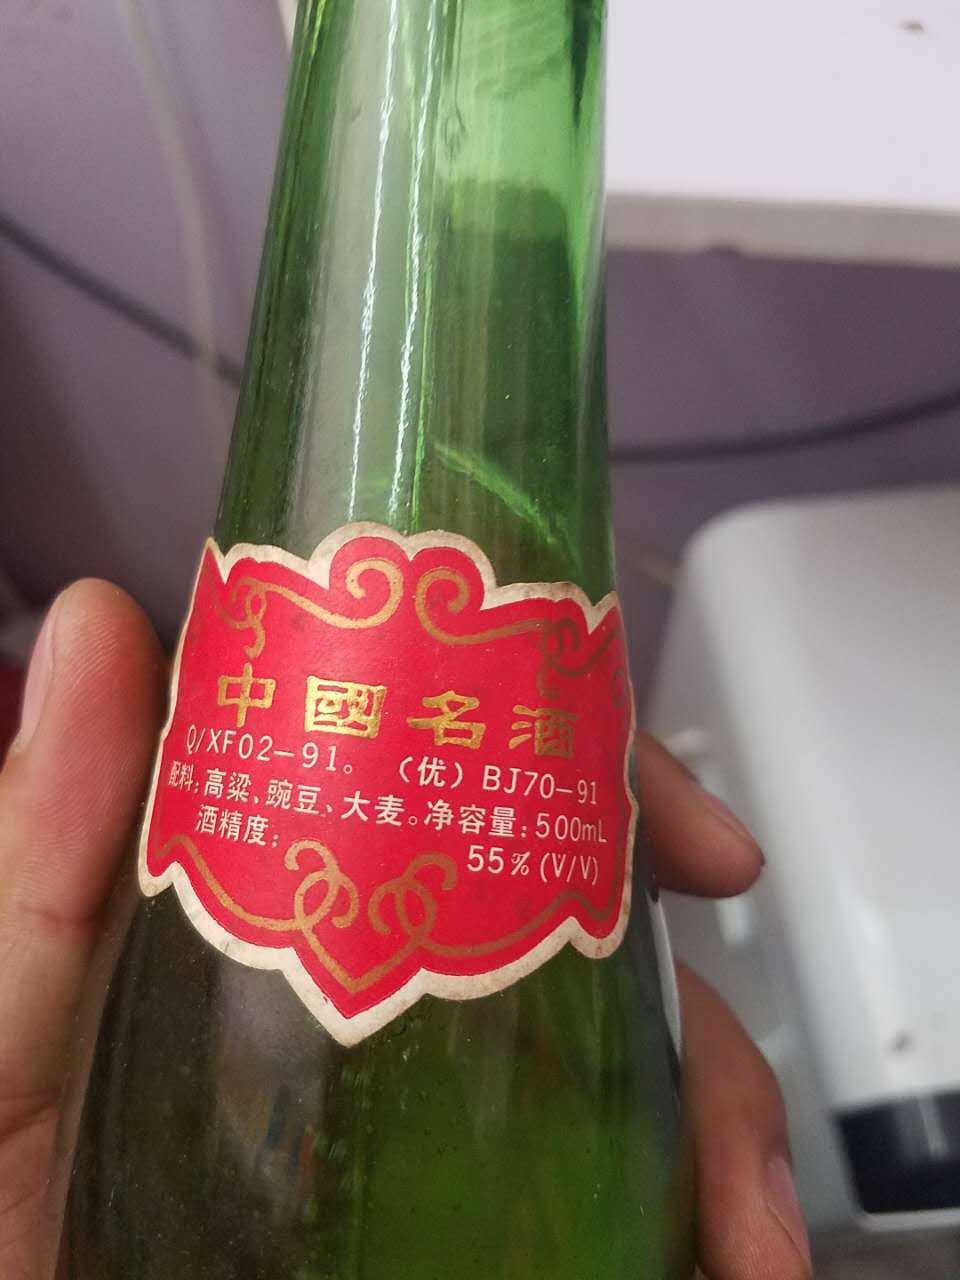 中國名酒
Q/XF02-91。（优）BJ70-91
配料:高粱、豌豆、大麦。净容量:500mL
酒精度: 55%(V/V)